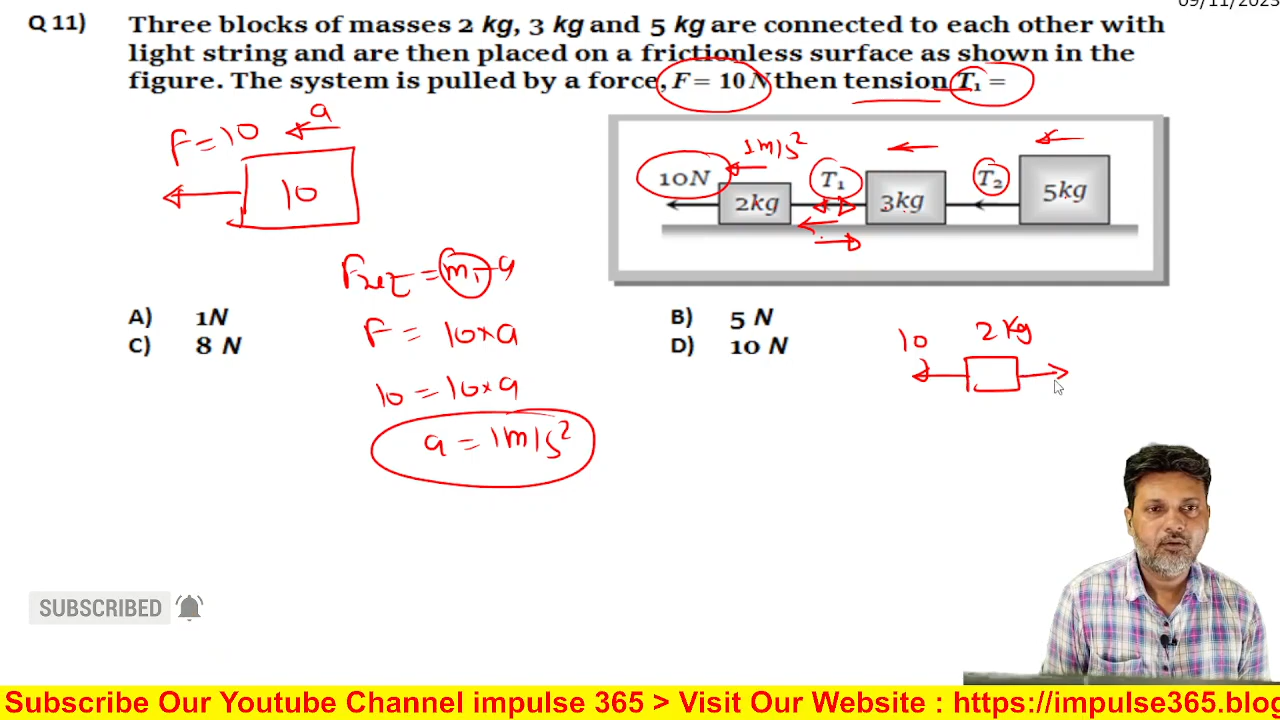 09/11/2023
Q 11) Three blocks of masses 2 kg, 3 kg and 5 kg are connected to each other with
light string and are then placed on a frictionless surface as shown in the
figure. The system is pulled by a force, F = 10 N then tension T₁ =
F = 10
a
10
1 m/s²
10N
T₁
T₂
2kg
3kg
5kg
Fnet = m₁ a
F = 10 × a
10 = 10 × a
a = 1 m/s²
A) 1N
B) 5 N
C) 8 N
D) 10 N
10
2 Kg
SUBSCRIBED
Subscribe Our Youtube Channel impulse 365 > Visit Our Website : https://impulse365.blog